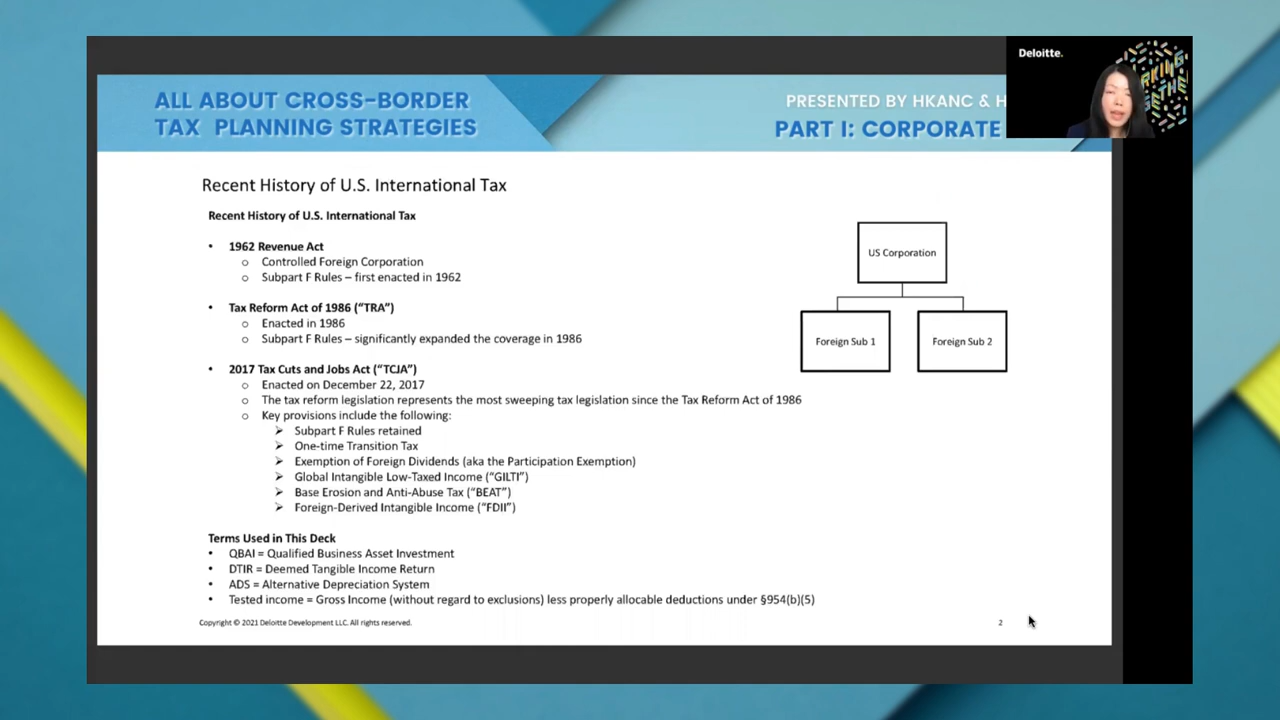 Deloitte.
ALL ABOUT CROSS-BORDER
TAX PLANNING STRATEGIES
PRESENTED BY HKANC & H
PART I: CORPORATE
Recent History of U.S. International Tax
Recent History of U.S. International Tax
• 1962 Revenue Act
o Controlled Foreign Corporation
o Subpart F Rules – first enacted in 1962
• Tax Reform Act of 1986 (“TRA”)
o Enacted in 1986
o Subpart F Rules – significantly expanded the coverage in 1986
• 2017 Tax Cuts and Jobs Act (“TCJA”)
o Enacted on December 22, 2017
o The tax reform legislation represents the most sweeping tax legislation since the Tax Reform Act of 1986
o Key provisions include the following:
➢ Subpart F Rules retained
➢ One-time Transition Tax
➢ Exemption of Foreign Dividends (aka the Participation Exemption)
➢ Global Intangible Low-Taxed Income (“GILTI”)
➢ Base Erosion and Anti-Abuse Tax (“BEAT”)
➢ Foreign-Derived Intangible Income (“FDII”)
US Corporation
Foreign Sub 1
Foreign Sub 2
Terms Used in This Deck
• QBAI = Qualified Business Asset Investment
• DTIR = Deemed Tangible Income Return
• ADS = Alternative Depreciation System
• Tested income = Gross Income (without regard to exclusions) less properly allocable deductions under §954(b)(5)
Copyright © 2021 Deloitte Development LLC. All rights reserved.
2